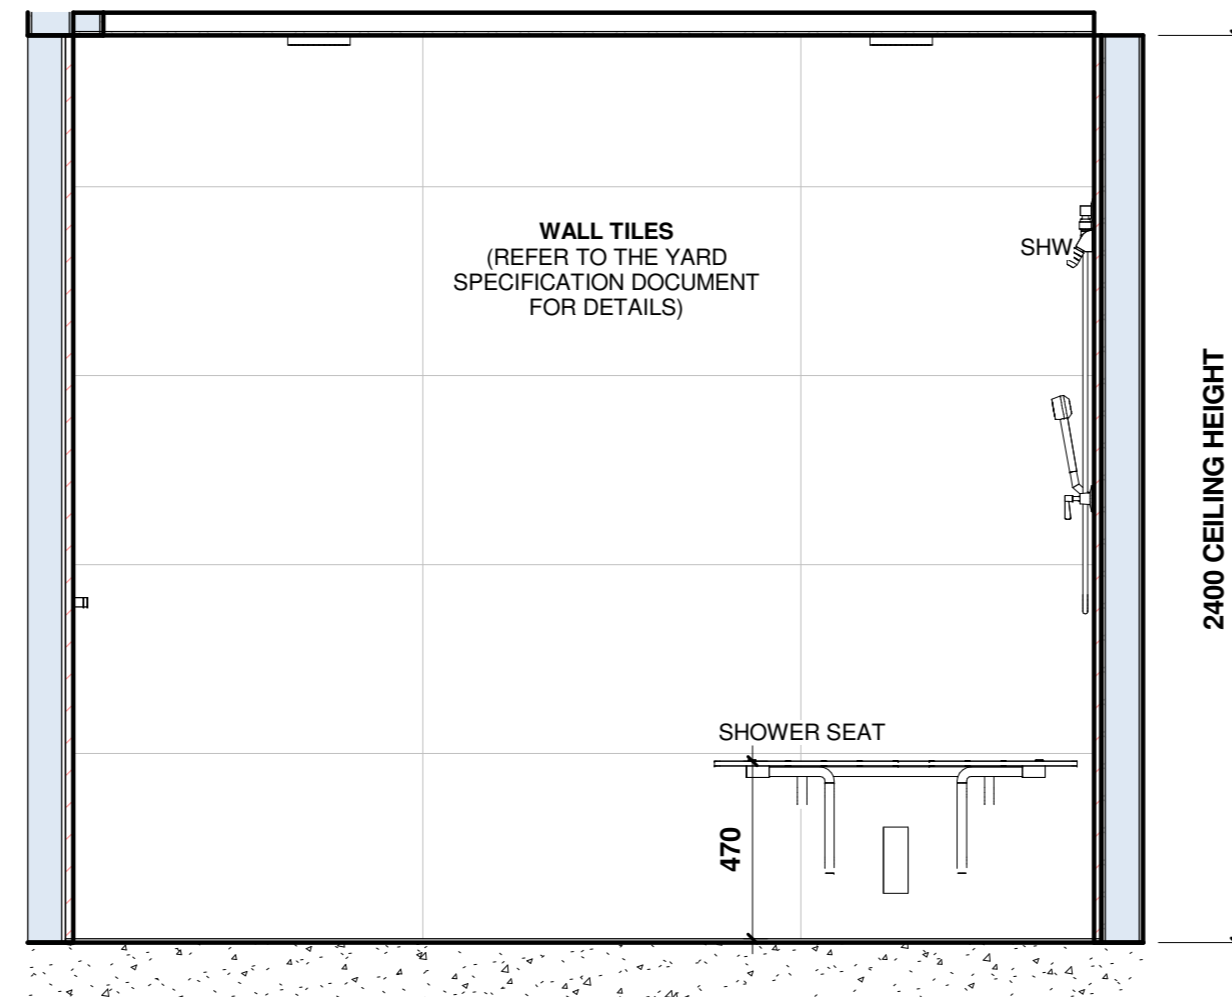 WALL TILES
(REFER TO THE YARD
SPECIFICATION DOCUMENT
FOR DETAILS)
SHW
2400 CEILING HEIGHT
SHOWER SEAT
470